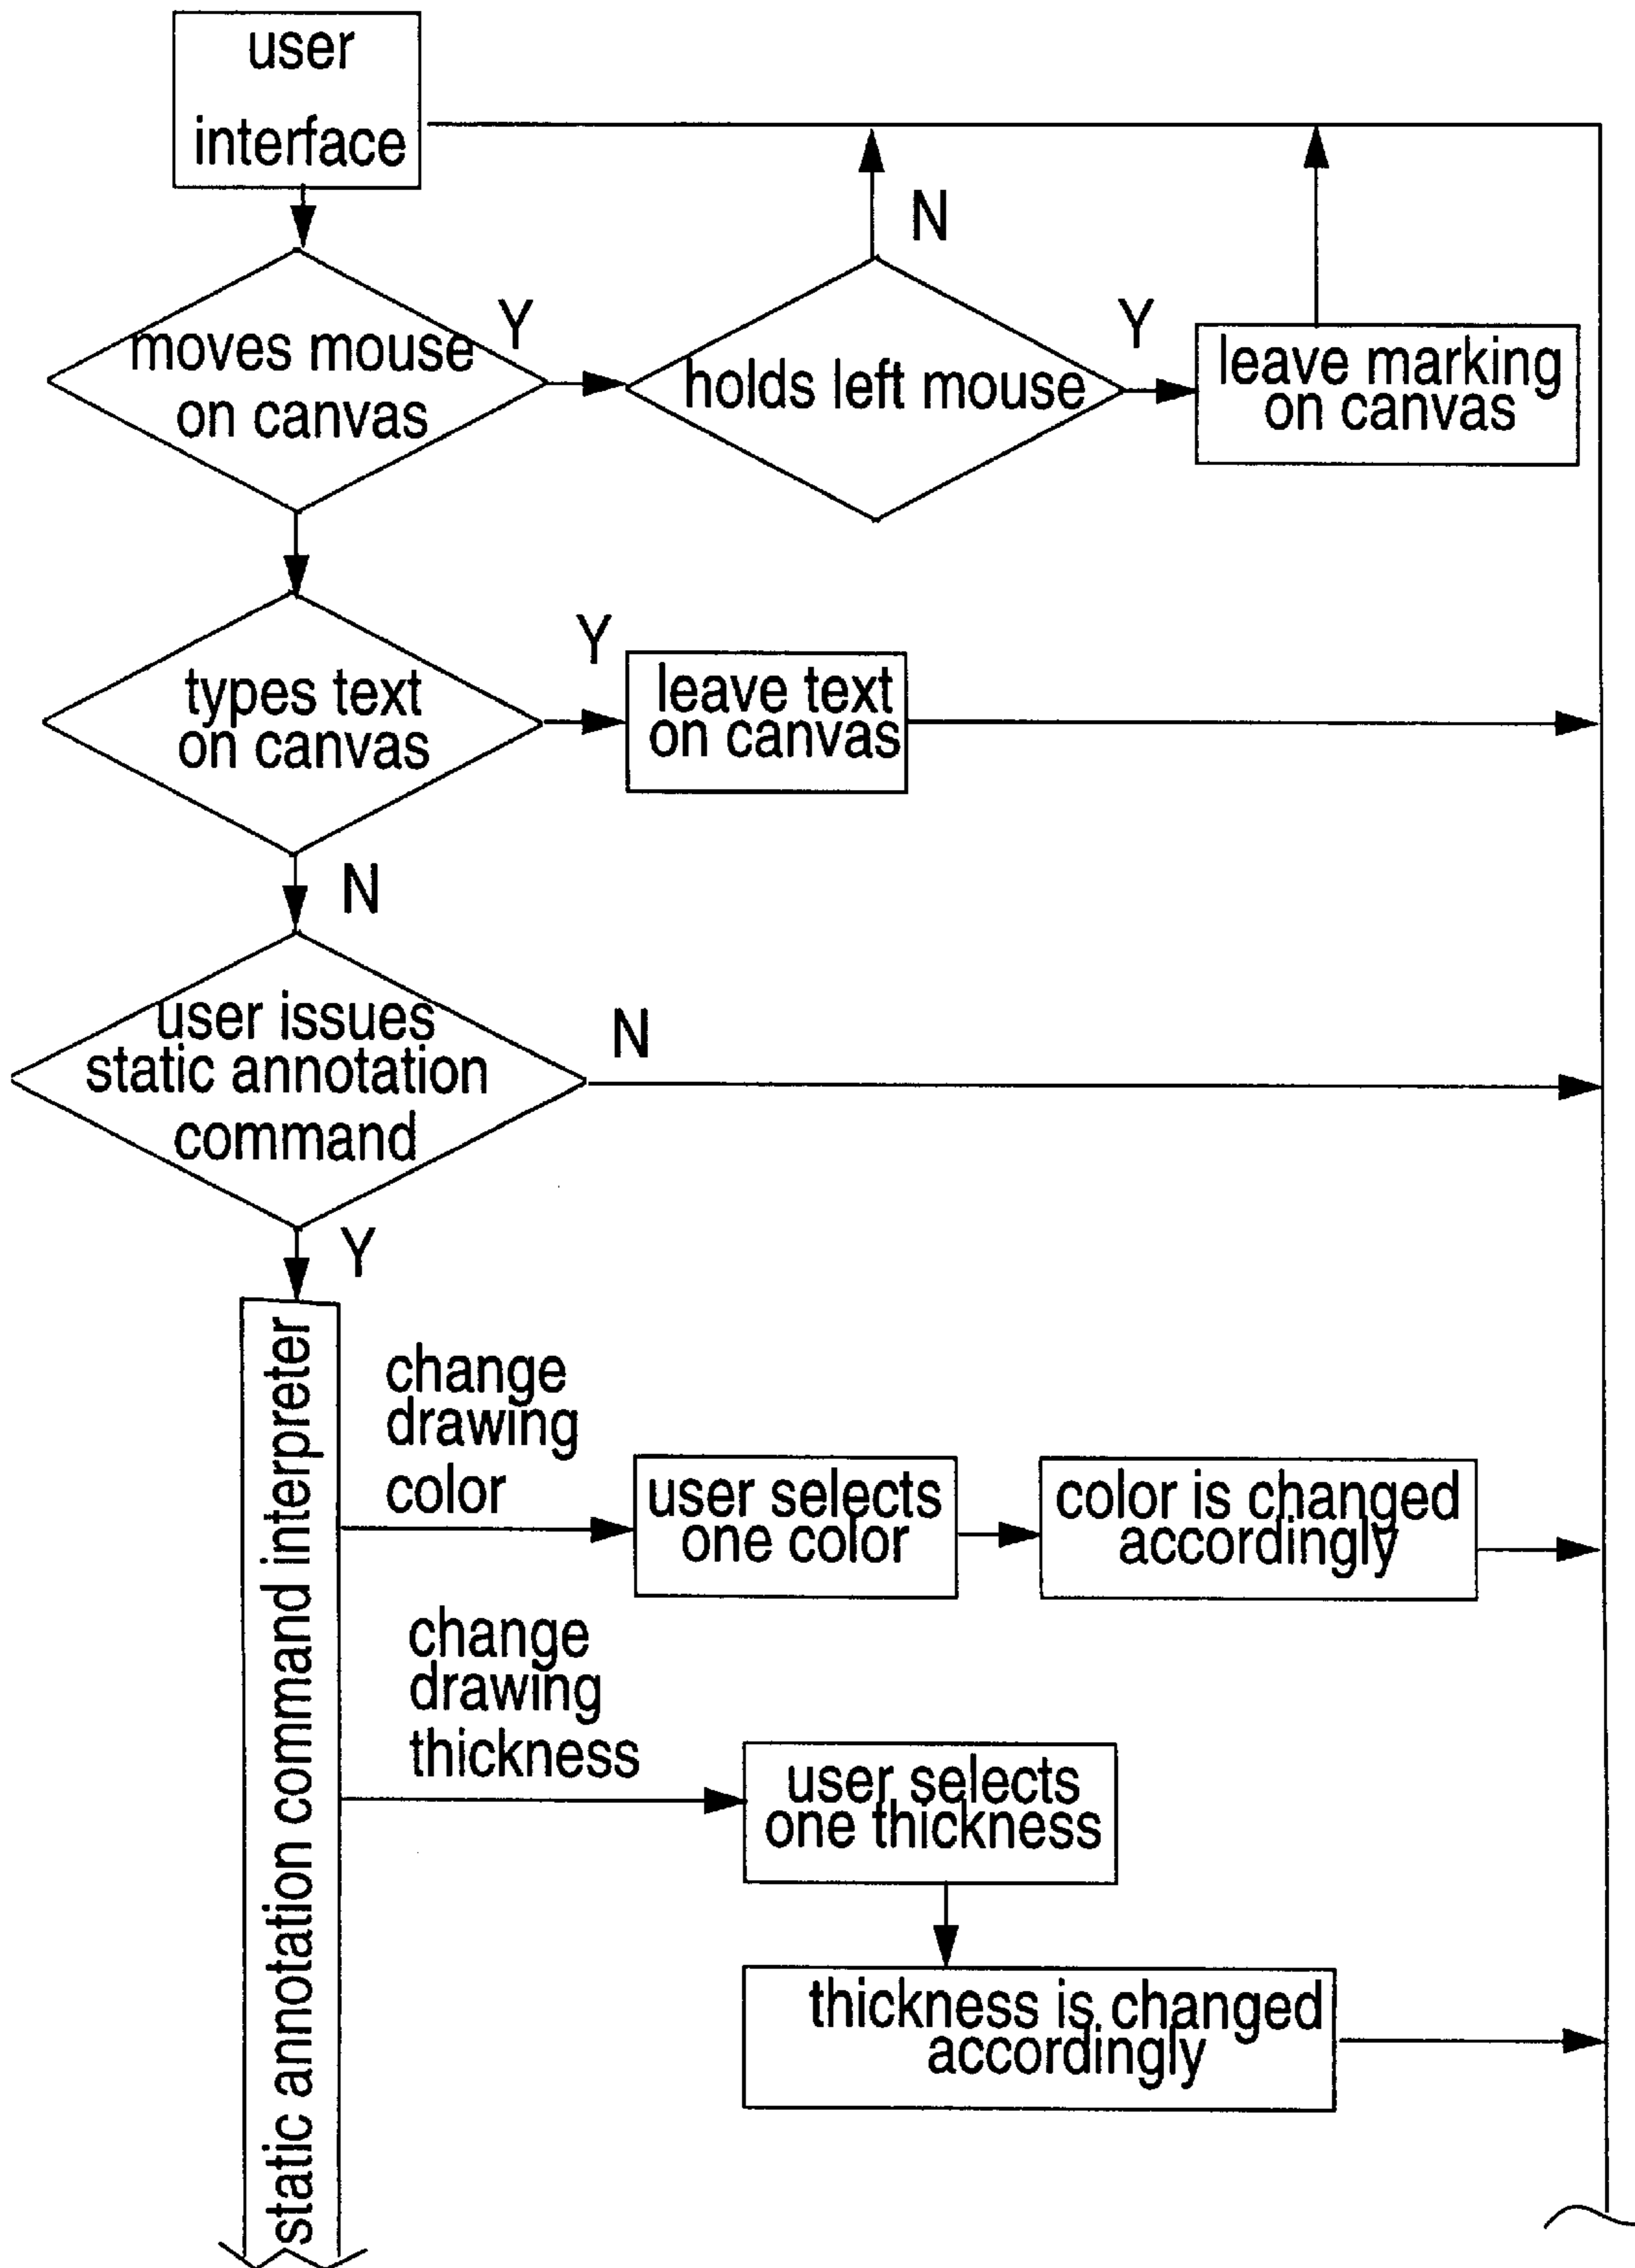 user
interface
N
moves mouse
on canvas
Y
holds left mouse
Y
leave marking
on canvas
types text
on canvas
Y
leave text
on canvas
N
user issues
static annotation
command
N
Y
static annotation command interpreter
change
drawing
color
user selects
one color
color is changed
accordingly
change
drawing
thickness
user selects
one thickness
thickness is changed
accordingly